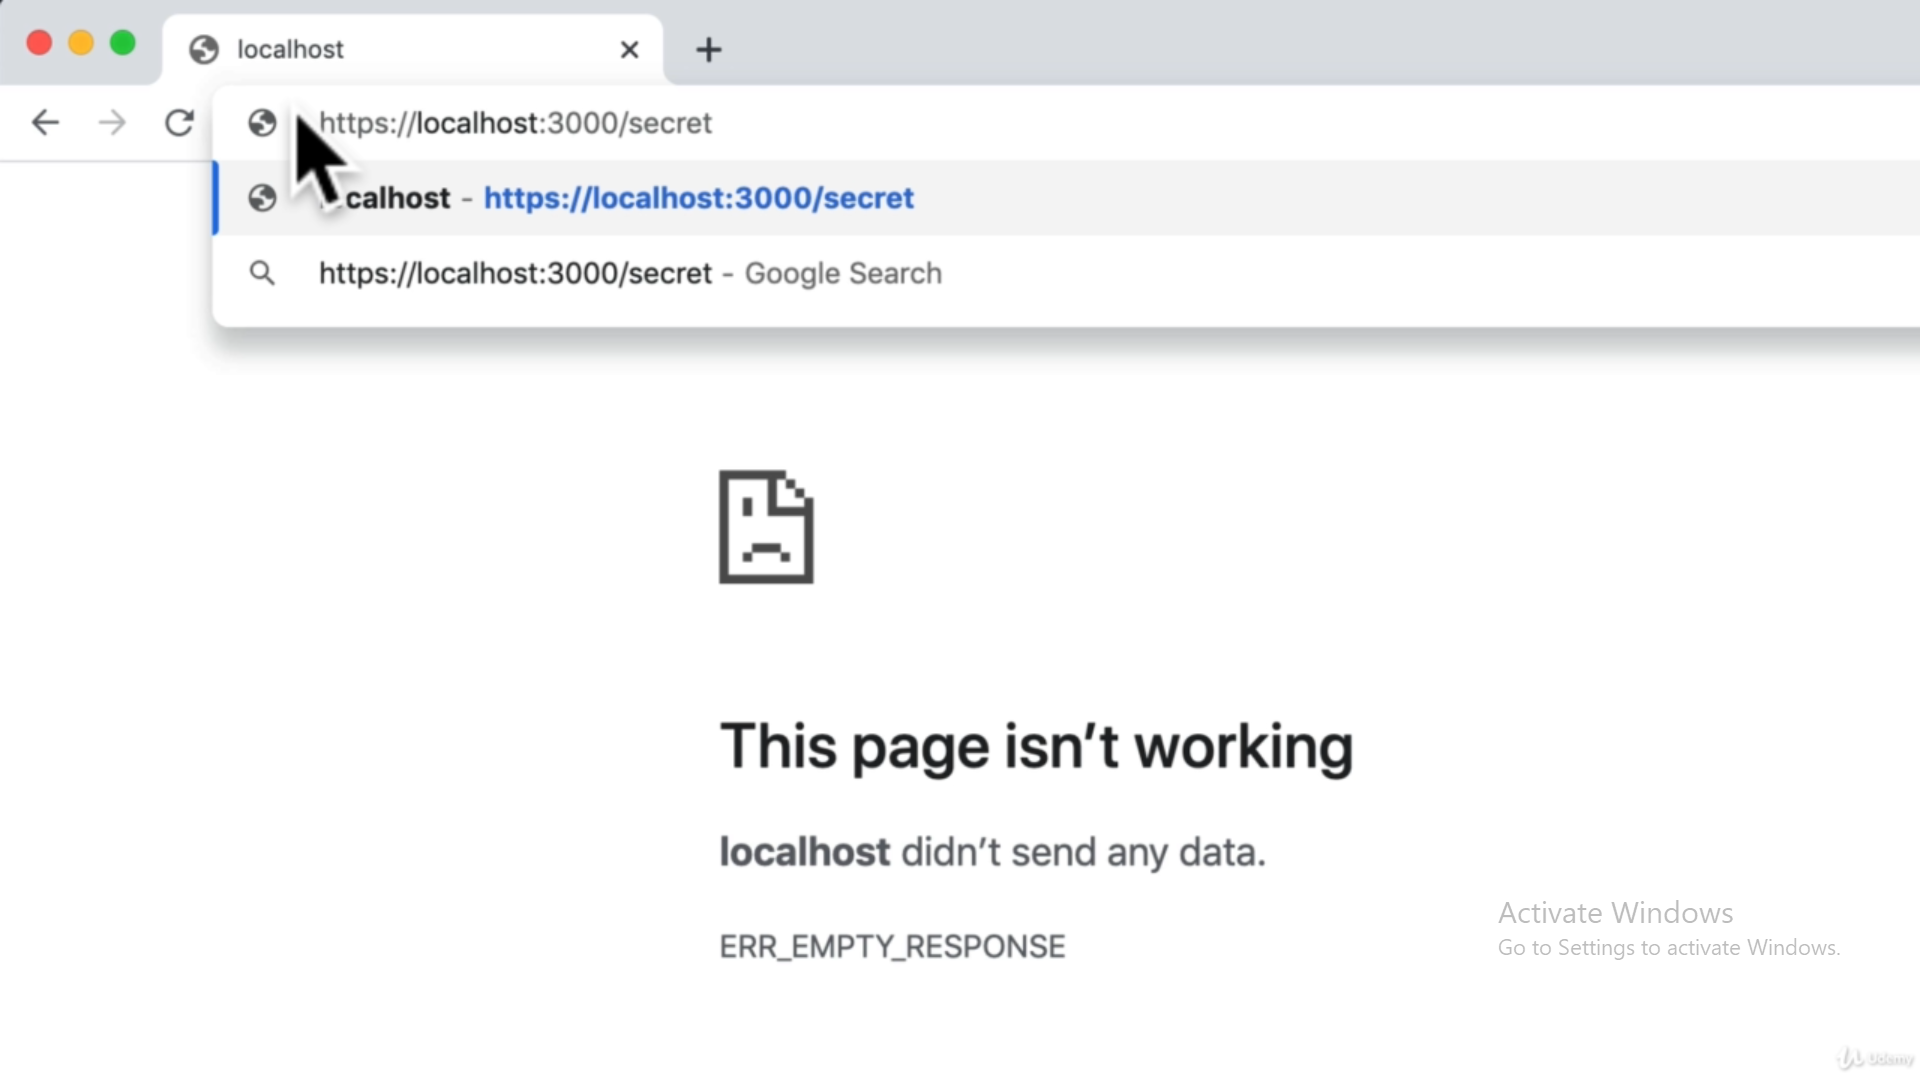 localhost
https://localhost:3000/secret
calhost - https://localhost:3000/secret
https://localhost:3000/secret - Google Search
This page isn't working
localhost didn't send any data.
ERR_EMPTY_RESPONSE
Activate Windows
Go to Settings to activate Windows.
Udemy